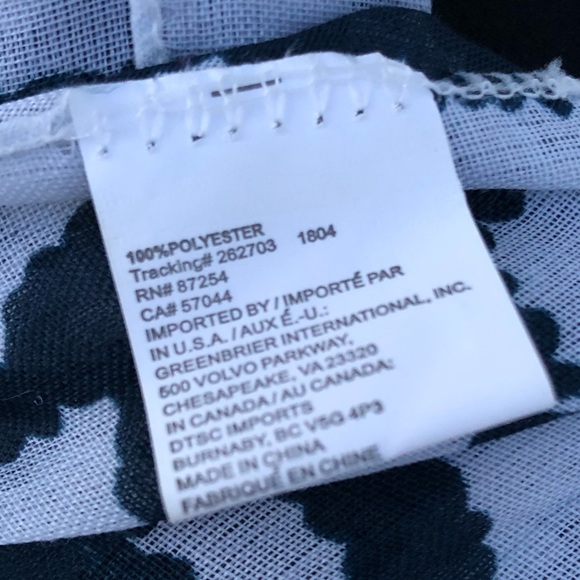 100%POLYESTER
Tracking# 262703 1804
RN# 87254
CA# 57044
IMPORTED BY / IMPORTÉ PAR
IN U.S.A. / AUX É.-U.:
GREENBRIER INTERNATIONAL, INC.
500 VOLVO PARKWAY,
CHESAPEAKE, VA 23320
IN CANADA / AU CANADA:
DTSC IMPORTS
BURNABY, BC V5G 4P3
MADE IN CHINA
FABRIQUÉ EN CHINE